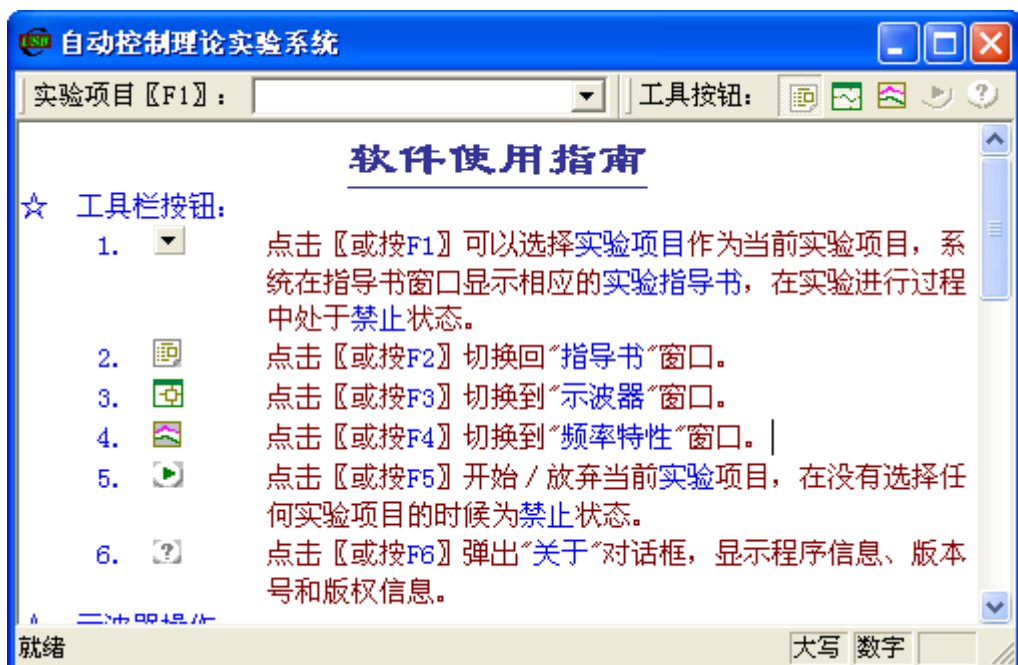 自动控制理论实验系统
实验项目〖F1〗:
工具按钮:
软件使用指南
☆ 工具栏按钮:
1. 点击〖或按F1〗可以选择实验项目作为当前实验项目，系
统在指导书窗口显示相应的实验指导书，在实验进行过程
中处于禁止状态。
2. 点击〖或按F2〗切换回"指导书"窗口。
3. 点击〖或按F3〗切换到"示波器"窗口。
4. 点击〖或按F4〗切换到"频率特性"窗口。
5. 点击〖或按F5〗开始／放弃当前实验项目，在没有选择任
何实验项目的时候为禁止状态。
6. 点击〖或按F6〗弹出"关于"对话框，显示程序信息、版本
号和版权信息。
☆ 示波器操作
就绪
大写 数字